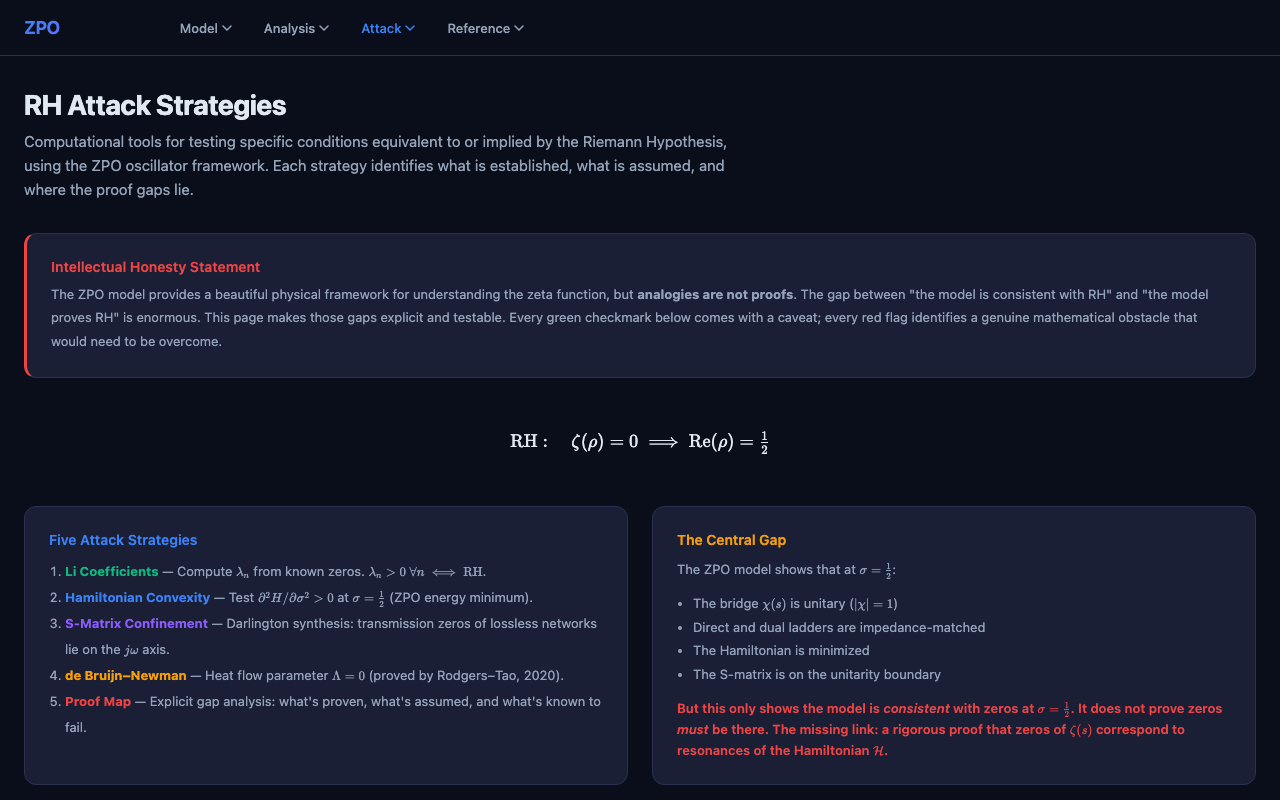 ZPO Model Analysis Attack Reference
RH Attack Strategies
Computational tools for testing specific conditions equivalent to or implied by the Riemann Hypothesis,
using the ZPO oscillator framework. Each strategy identifies what is established, what is assumed, and
where the proof gaps lie.
Intellectual Honesty Statement
The ZPO model provides a beautiful physical framework for understanding the zeta function, but analogies are not proofs. The gap between "the model is consistent with RH" and "the model
proves RH" is enormous. This page makes those gaps explicit and testable. Every green checkmark below comes with a caveat; every red flag identifies a genuine mathematical obstacle that
would need to be overcome.
RH : ζ(ρ) = 0 ⟹ Re(ρ) = 1/2
Five Attack Strategies
1. Li Coefficients — Compute λₙ from known zeros. λₙ > 0 ∀n ⟺ RH.
2. Hamiltonian Convexity — Test ∂²H/∂σ² > 0 at σ = 1/2 (ZPO energy minimum).
3. S-Matrix Confinement — Darlington synthesis: transmission zeros of lossless networks
lie on the jω axis.
4. de Bruijn–Newman — Heat flow parameter Λ = 0 (proved by Rodgers–Tao, 2020).
5. Proof Map — Explicit gap analysis: what's proven, what's assumed, and what's known to
fail.
The Central Gap
The ZPO model shows that at σ = 1/2:
• The bridge χ(s) is unitary (|χ| = 1)
• Direct and dual ladders are impedance-matched
• The Hamiltonian is minimized
• The S-matrix is on the unitarity boundary
But this only shows the model is consistent with zeros at σ = 1/2. It does not prove zeros
must be there. The missing link: a rigorous proof that zeros of ζ(s) correspond to
resonances of the Hamiltonian ℋ.